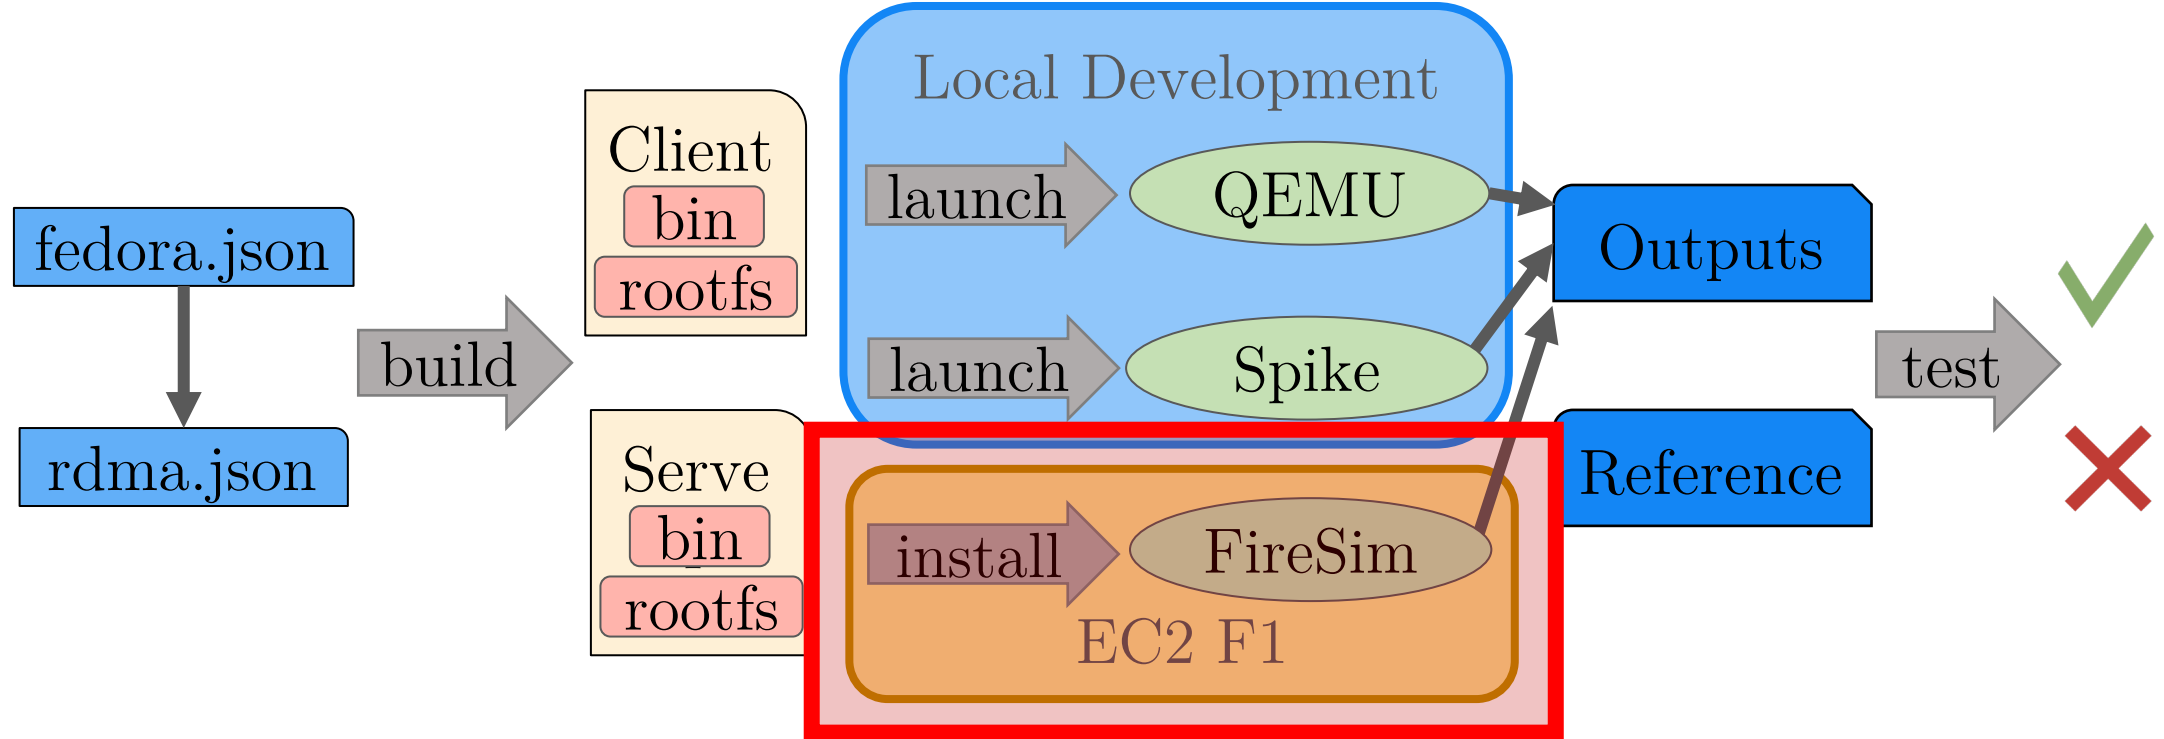 fedora.json
rdma.json
build
Client
bin
rootfs
Serve
bin
rootfs
Local Development
launch
QEMU
launch
Spike
install
FireSim
EC2 F1
Outputs
Reference
test